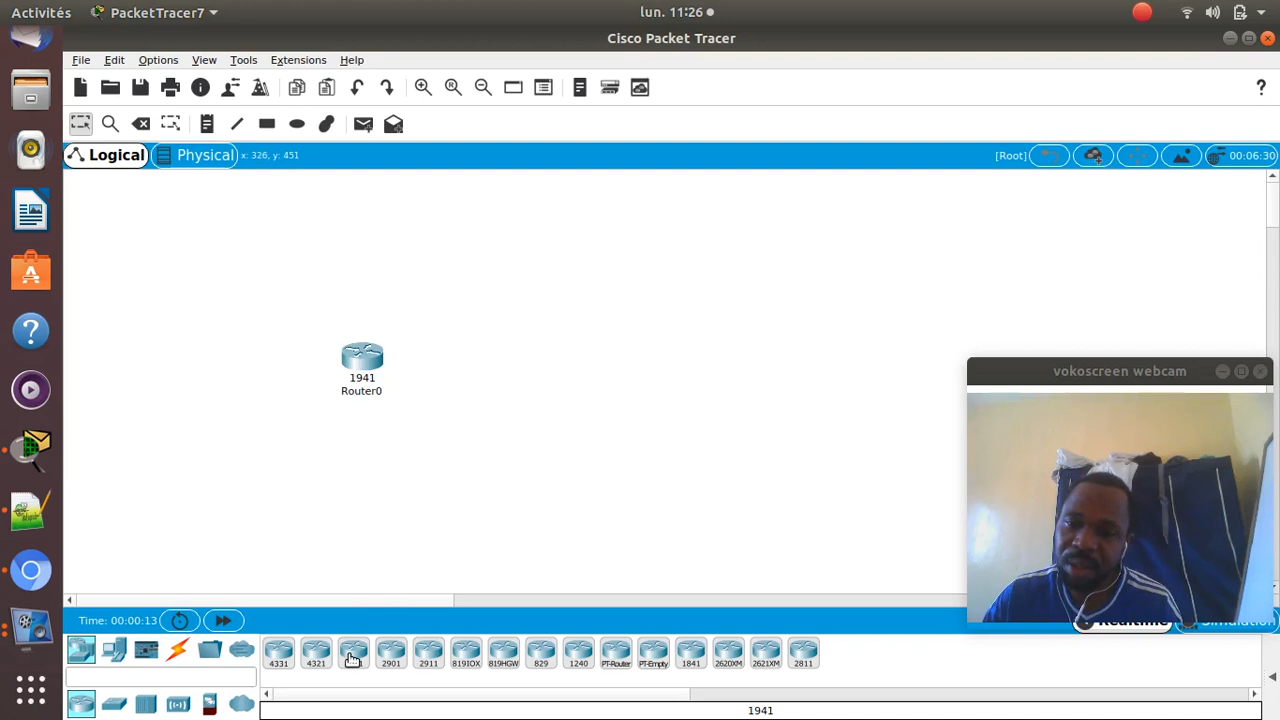 Activités PacketTracer7 lun. 11:26
Cisco Packet Tracer
File Edit Options View Tools Extensions Help
?
Logical Physical x: 326, y: 451 [Root] 00:06:30
1941
Router0
vokoscreen webcam
Time: 00:00:13
4331 4321 2901 2911 819IOX 819HGW 829 1240 PT-Router PT-Empty 1841 2620XM 2621XM 2811
1941